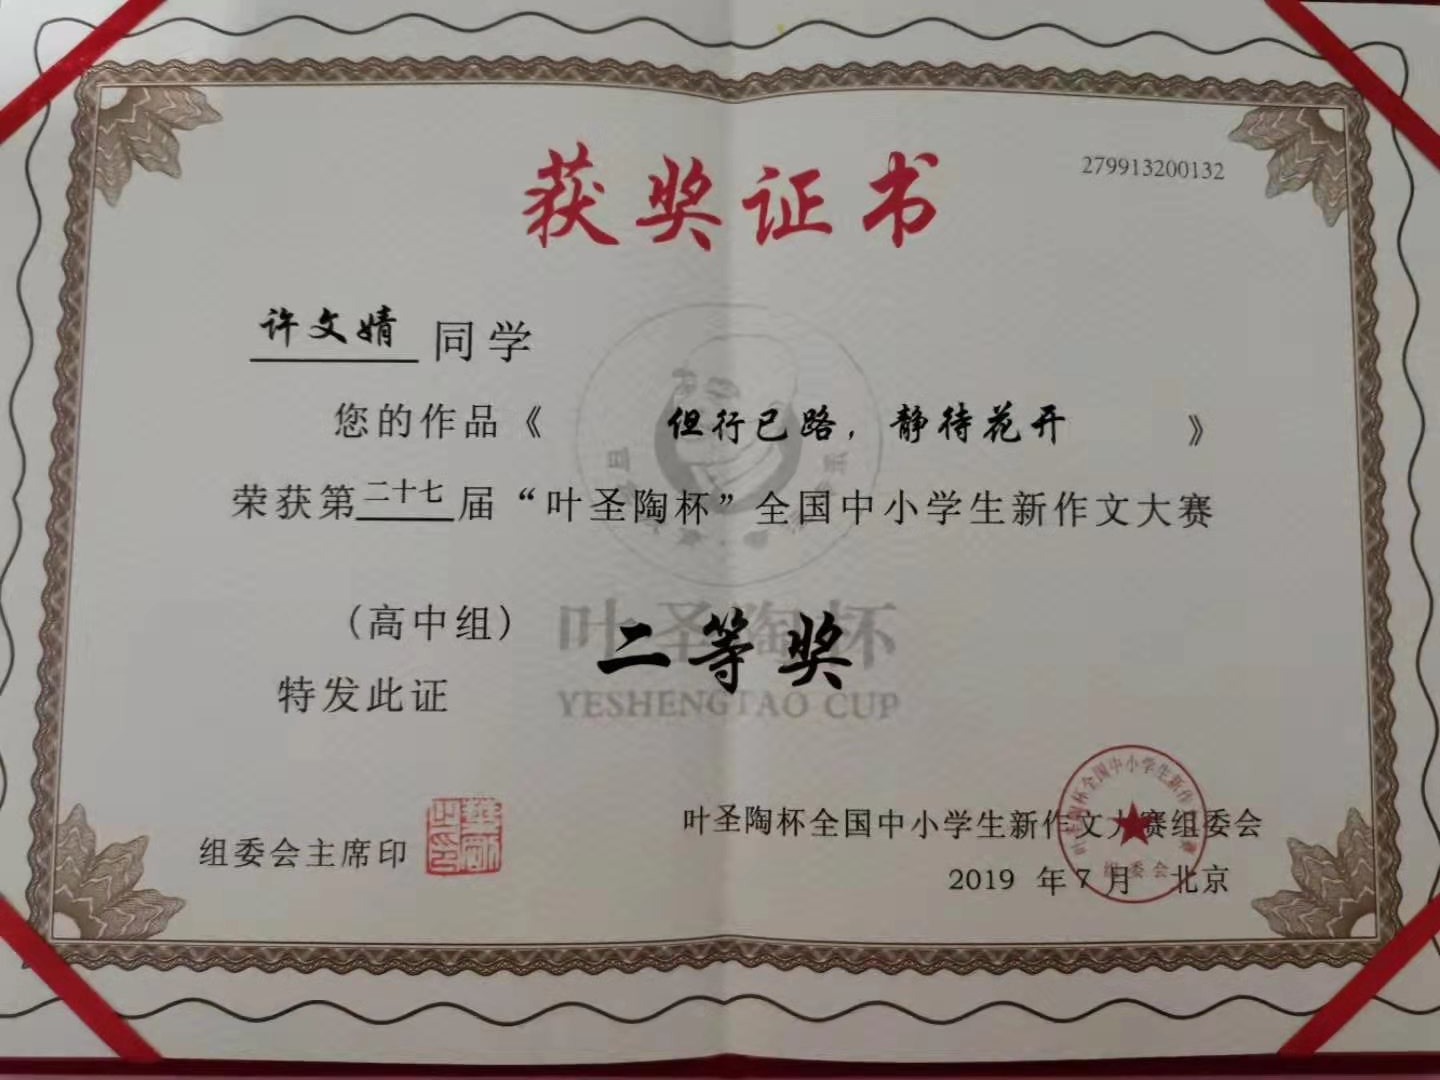 279913200132
获奖证书
许文婧 同学
您的作品《 但行已路，静待花开 》
荣获第二十七届“叶圣陶杯”全国中小学生新作文大赛
（高中组） 二等奖
叶圣陶杯
YESHENGTAO CUP
特发此证
组委会主席印
叶圣陶杯全国中小学生新作文大赛组委会
2019 年 7 月 北京
组委会